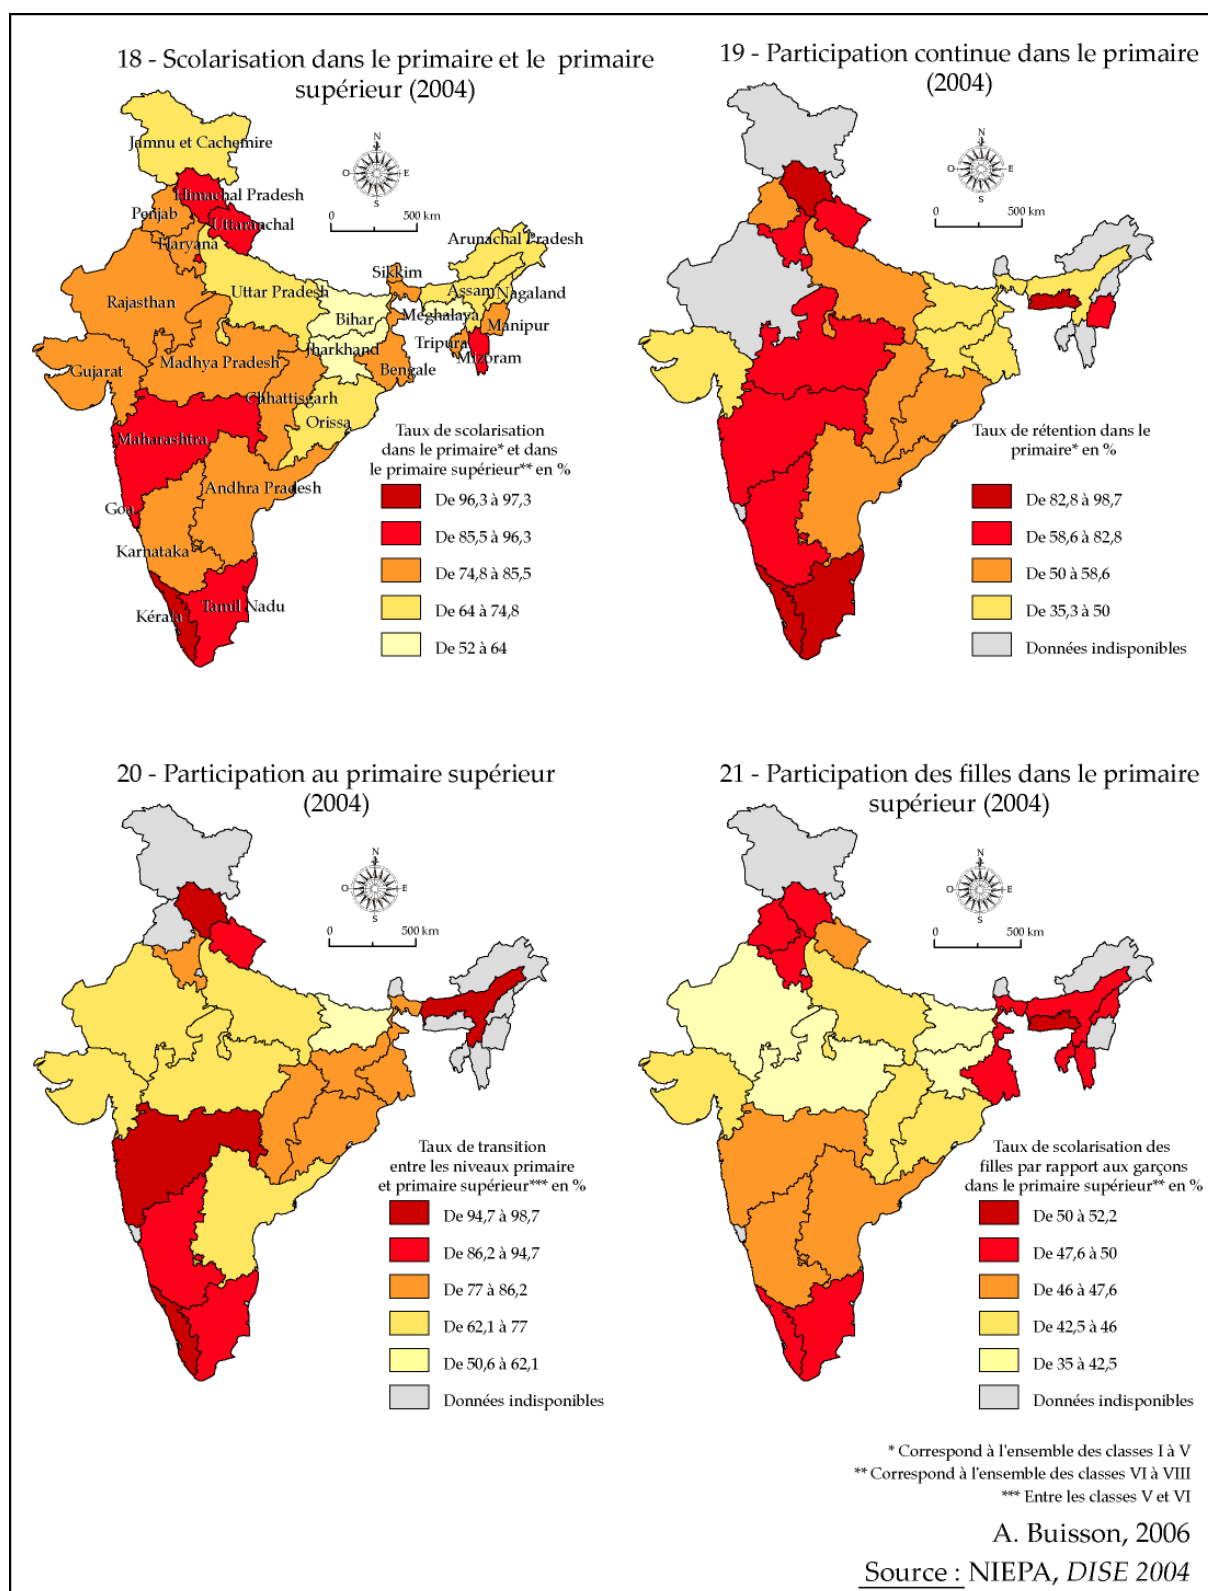 18 - Scolarisation dans le primaire et le primaire
supérieur (2004)
N
O
E
S
0
500 km
Jamnu et Cachemire
Himachal Pradesh
Penjab
Uttaranchal
Haryana
Arunachal Pradesh
Sikkim
Rajasthan
Uttar Pradesh
Assam
Nagaland
Bihar
Meghalaya
Manipur
Jharkhand
Tripura
Mizoram
Gujarat
Madhya Pradesh
Bengale
Chhattisgarh
Orissa
Maharashtra
Andhra Pradesh
Goa
Karnataka
Kérala
Tamil Nadu
Taux de scolarisation
dans le primaire* et dans
le primaire supérieur** en %
De 96,3 à 97,3
De 85,5 à 96,3
De 74,8 à 85,5
De 64 à 74,8
De 52 à 64
19 - Participation continue dans le primaire
(2004)
N
O
E
S
0
500 km
Taux de rétention dans le
primaire* en %
De 82,8 à 98,7
De 58,6 à 82,8
De 50 à 58,6
De 35,3 à 50
Données indisponibles
20 - Participation au primaire supérieur
(2004)
N
O
E
S
0
500 km
Taux de transition
entre les niveaux primaire
et primaire supérieur*** en %
De 94,7 à 98,7
De 86,2 à 94,7
De 77 à 86,2
De 62,1 à 77
De 50,6 à 62,1
Données indisponibles
21 - Participation des filles dans le primaire
supérieur (2004)
N
O
E
S
0
500 km
Taux de scolarisation des
filles par rapport aux garçons
dans le primaire supérieur** en %
De 50 à 52,2
De 47,6 à 50
De 46 à 47,6
De 42,5 à 46
De 35 à 42,5
Données indisponibles
* Correspond à l'ensemble des classes I à V
** Correspond à l'ensemble des classes VI à VIII
*** Entre les classes V et VI
A. Buisson, 2006
Source : NIEPA, DISE 2004